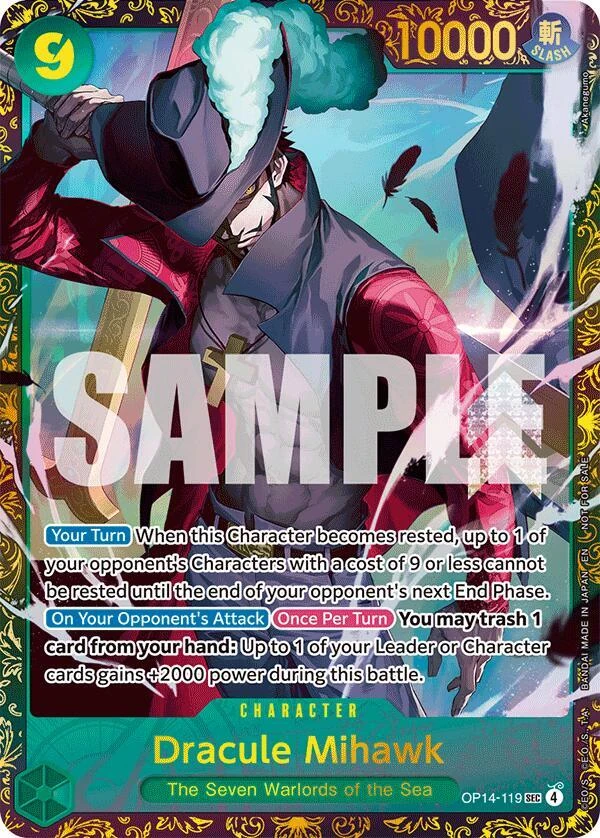 9
10000
斬
SLASH
Akanegumo
SAMPLE
Your Turn When this Character becomes rested, up to 1 of
your opponent's Characters with a cost of 9 or less cannot
be rested until the end of your opponent's next End Phase.
On Your Opponent's Attack Once Per Turn You may trash 1
card from your hand: Up to 1 of your Leader or Character
cards gains +2000 power during this battle.
CHARACTER
Dracule Mihawk
The Seven Warlords of the Sea
OP14-119 SEC 4
NOT FOR SALE
BANDAI MADE IN JAPAN EN